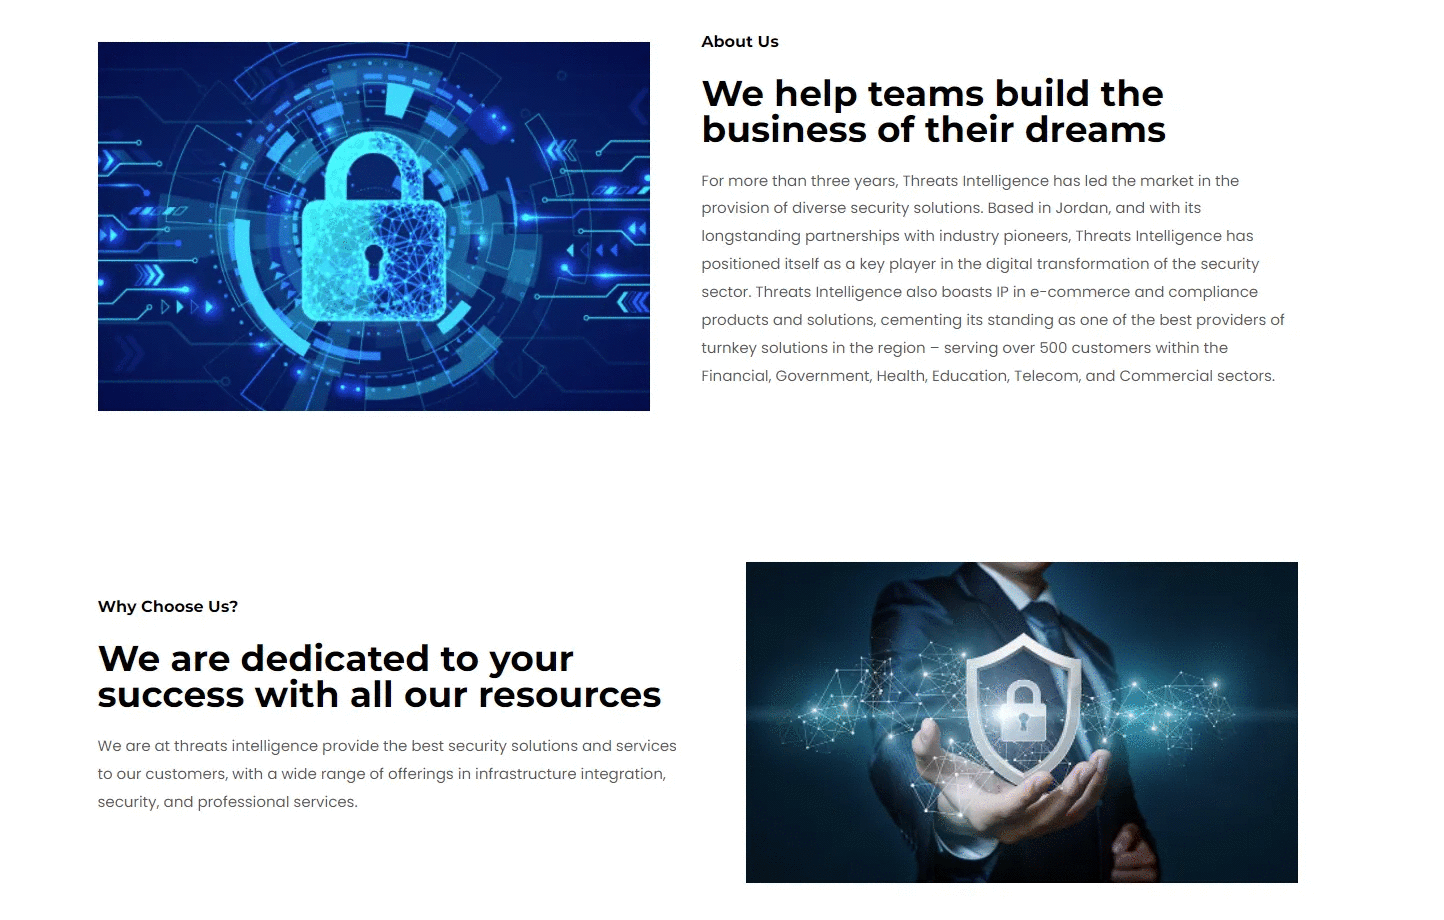 About Us
We help teams build the
business of their dreams
For more than three years, Threats Intelligence has led the market in the
provision of diverse security solutions. Based in Jordan, and with its
longstanding partnerships with industry pioneers, Threats Intelligence has
positioned itself as a key player in the digital transformation of the security
sector. Threats Intelligence also boasts IP in e-commerce and compliance
products and solutions, cementing its standing as one of the best providers of
turnkey solutions in the region – serving over 500 customers within the
Financial, Government, Health, Education, Telecom, and Commercial sectors.
Why Choose Us?
We are dedicated to your
success with all our resources
We are at threats intelligence provide the best security solutions and services
to our customers, with a wide range of offerings in infrastructure integration,
security, and professional services.